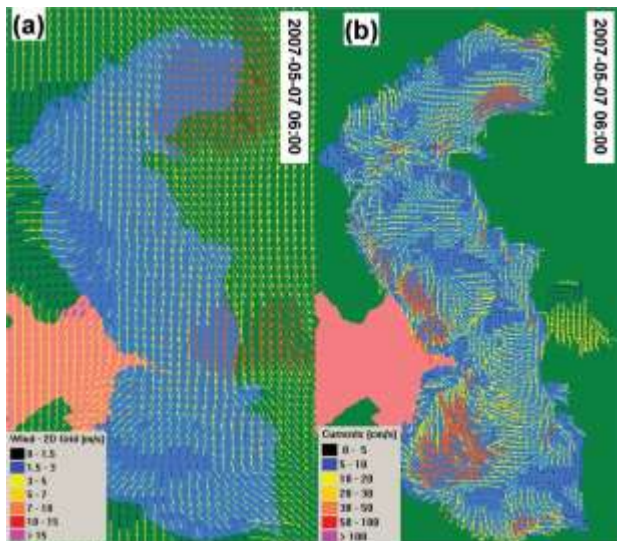 (a)
2007-05-07 06:00
Wind - 2D field (m/s)
0 - 1.5
1.5 - 3
3 - 5
5 - 7
7 - 10
10 - 15
> 15
(b)
2007-05-07 06:00
Currents (cm/s)
0 - 5
5 - 10
10 - 20
20 - 30
30 - 50
50 - 100
> 100